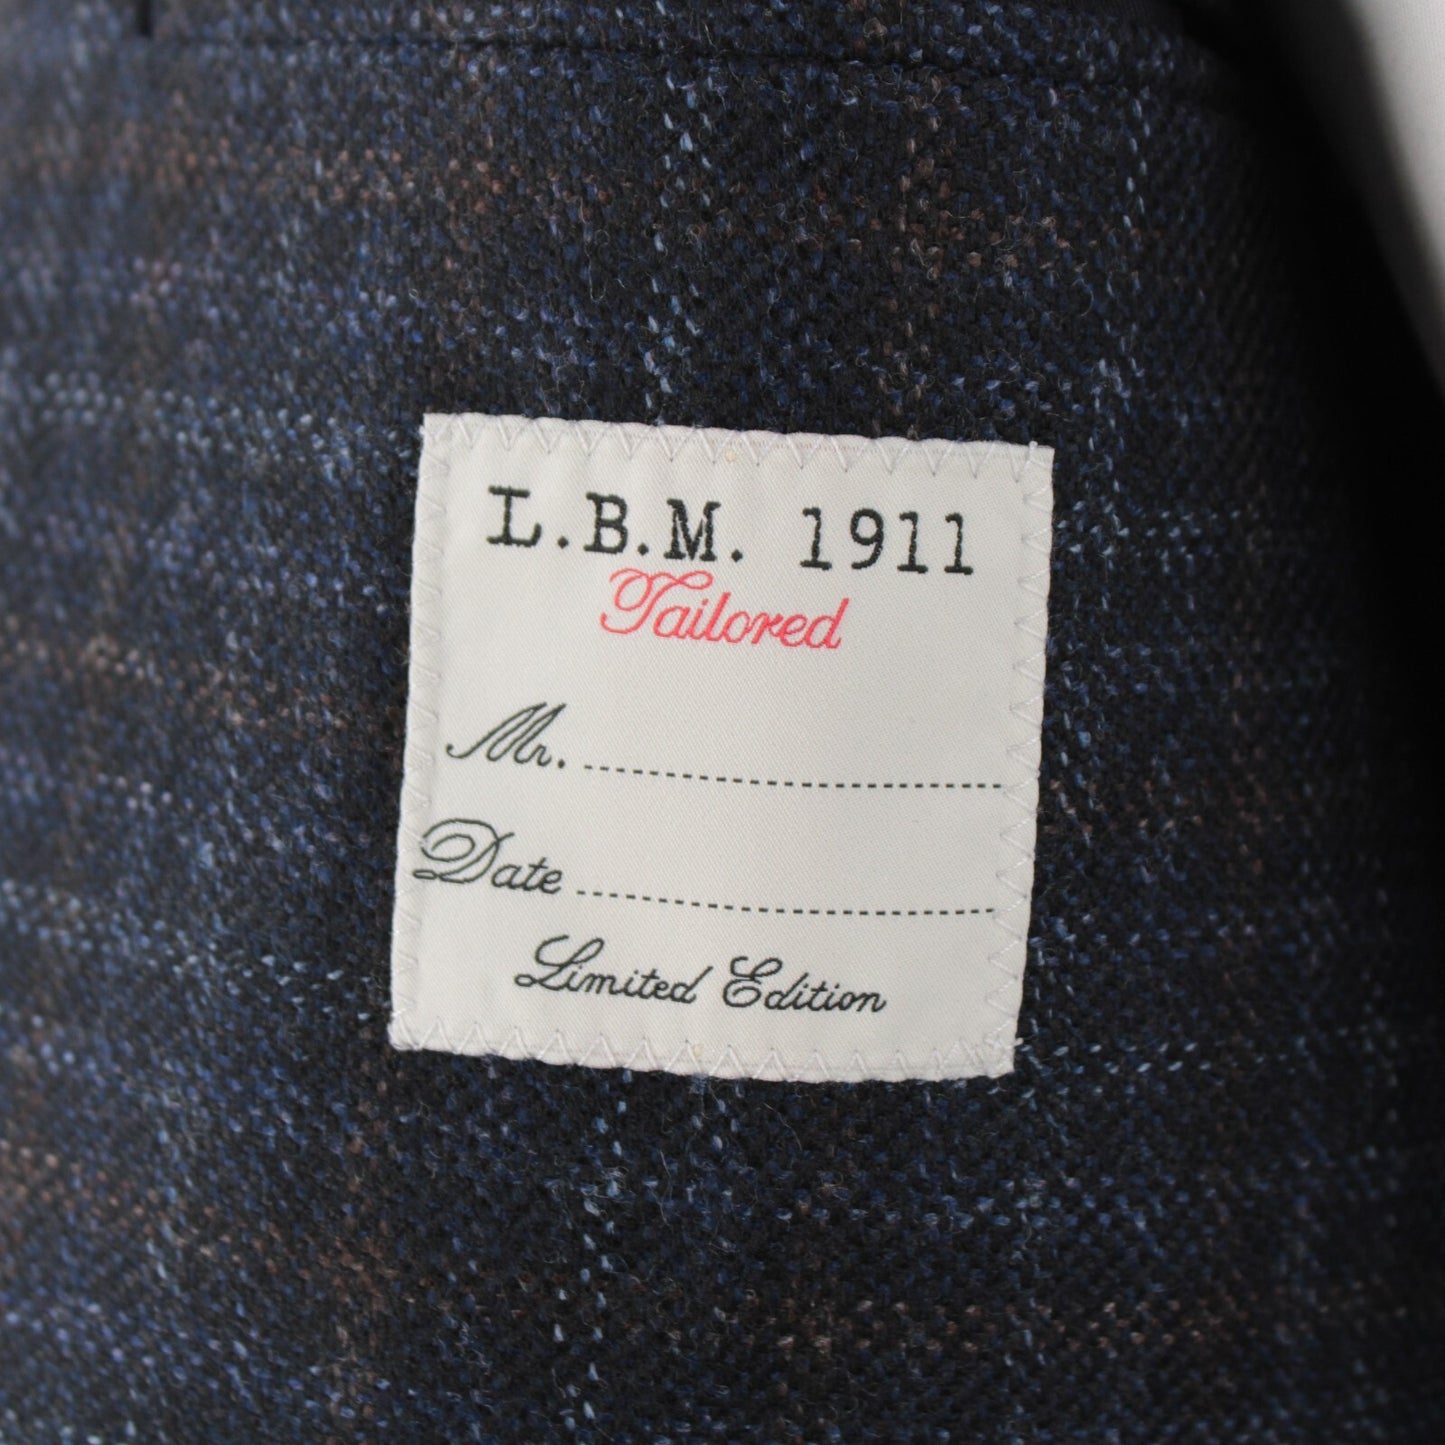 L.B.M. 1911
Tailored
Mr.
Date
Limited Edition